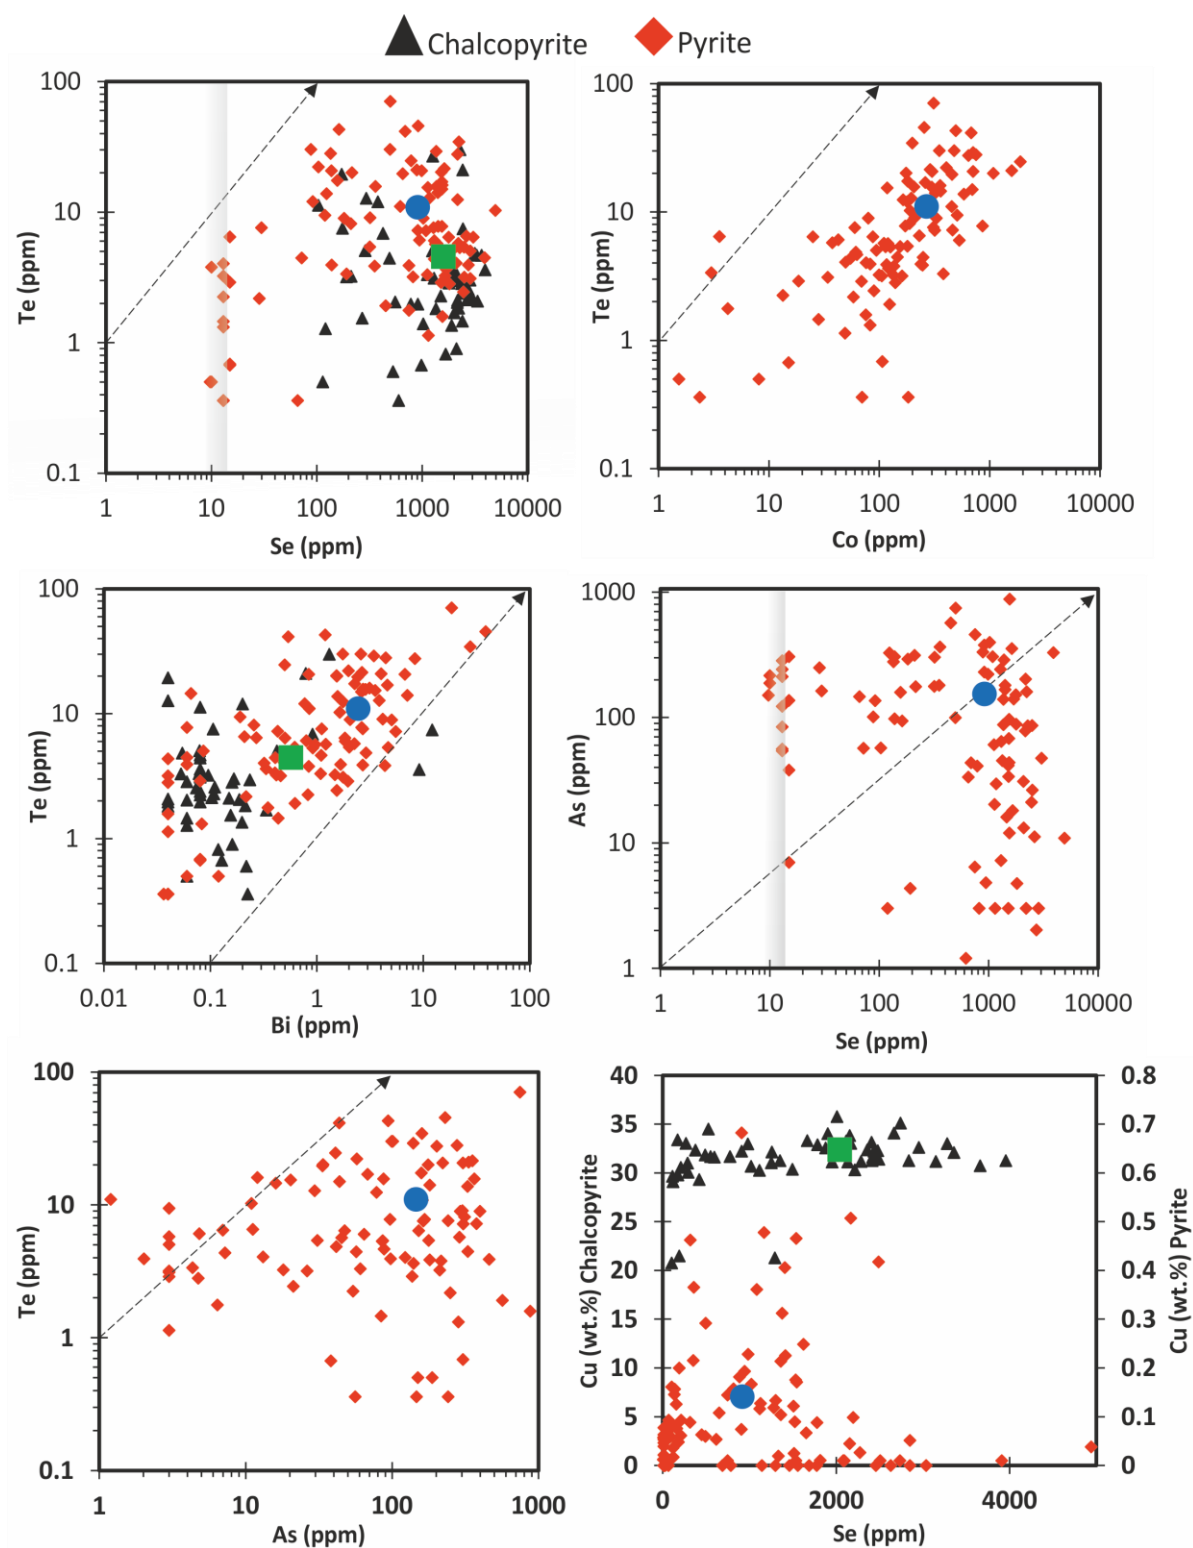 Chalcopyrite Pyrite
100
10
1
0.1
Te (ppm)
1 10 100 1000 10000
Se (ppm)
100
10
1
0.1
Te (ppm)
1 10 100 1000 10000
Co (ppm)
100
10
1
0.1
Te (ppm)
0.01 0.1 1 10 100
Bi (ppm)
1000
100
10
1
As (ppm)
1 10 100 1000 10000
Se (ppm)
100
10
1
0.1
Te (ppm)
1 10 100 1000
As (ppm)
40
35
30
25
20
15
10
5
0
Cu (wt.%) Chalcopyrite
0.8
0.7
0.6
0.5
0.4
0.3
0.2
0.1
0
Cu (wt.%) Pyrite
0 2000 4000
Se (ppm)